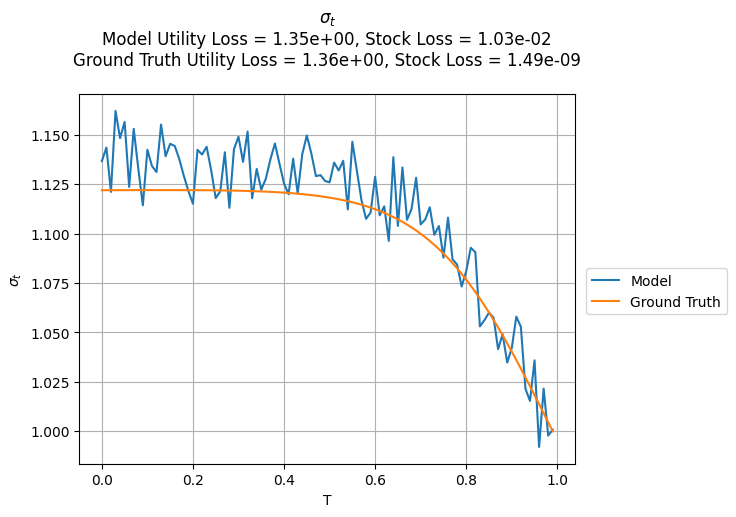 σₜ
Model Utility Loss = 1.35e+00, Stock Loss = 1.03e-02
Ground Truth Utility Loss = 1.36e+00, Stock Loss = 1.49e-09
1.150
1.125
1.100
1.075
1.050
1.025
1.000
σₜ
0.0 0.2 0.4 0.6 0.8 1.0
T
Model
Ground Truth